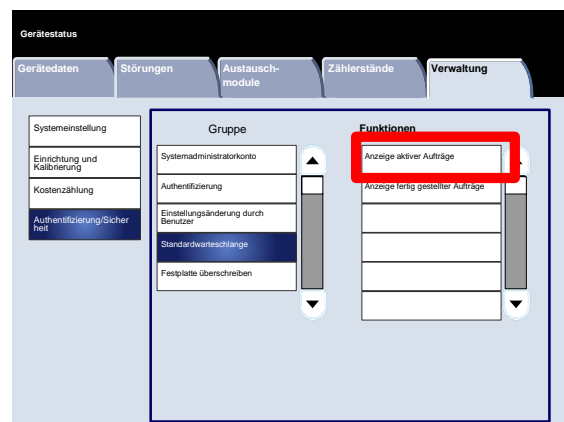 Gerätestatus
Gerätedaten
Störungen
Austausch-
module
Zählerstände
Verwaltung
Systemeinstellung
Einrichtung und
Kalibrierung
Kostenzählung
Authentifizierung/Sicher
heit
Gruppe
Systemadministratorkonto
Authentifizierung
Einstellungsänderung durch
Benutzer
Standardwarteschlange
Festplatte überschreiben
Funktionen
Anzeige aktiver Aufträge
Anzeige fertig gestellter Aufträge